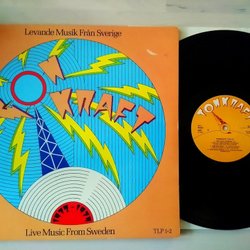 Levande Musik Från Sverige
TON
KRAFT
Live Music From Sweden
TLP 1-2
TONKRAFT